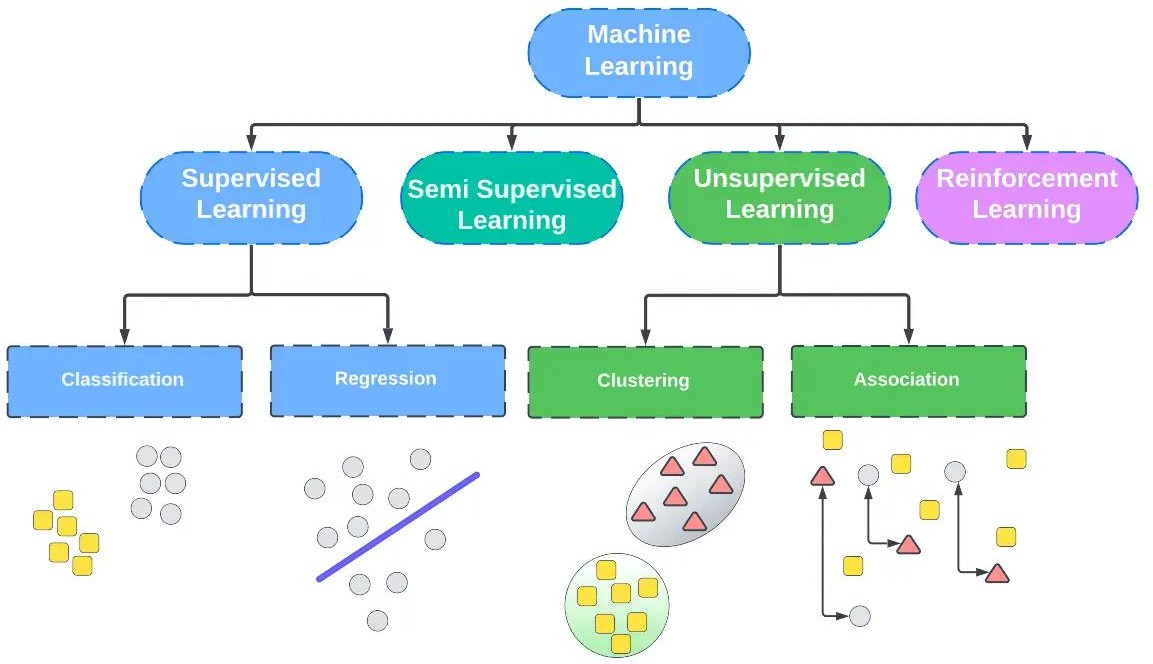 Machine
Learning
Supervised
Learning
Semi Supervised
Learning
Unsupervised
Learning
Reinforcement
Learning
Classification
Regression
Clustering
Association